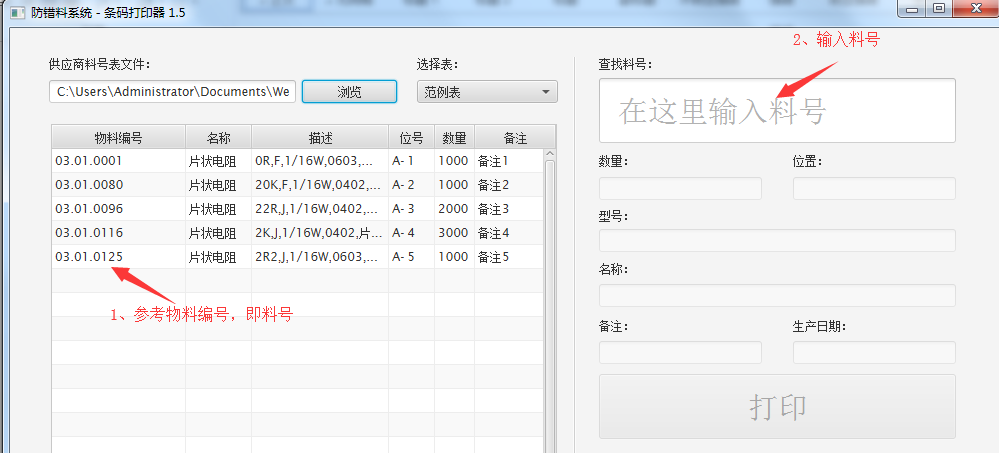 防错料系统 - 条码打印器 1.5
2、输入料号
供应商料号表文件： 选择表： 查找料号：
C:\Users\Administrator\Documents\We 浏览 范例表 在这里输入料号
物料编号 名称 描述 位号 数量 备注
03.01.0001 片状电阻 0R,F,1/16W,0603,... A- 1 1000 备注1
03.01.0080 片状电阻 20K,F,1/16W,0402,... A- 2 1000 备注2
03.01.0096 片状电阻 22R,J,1/16W,0402,... A- 3 2000 备注3
03.01.0116 片状电阻 2K,J,1/16W,0402,片... A- 4 3000 备注4
03.01.0125 片状电阻 2R2,J,1/16W,0603,... A- 5 1000 备注5
1、参考物料编号，即料号
数量： 位置：
型号：
名称：
备注： 生产日期：
打印